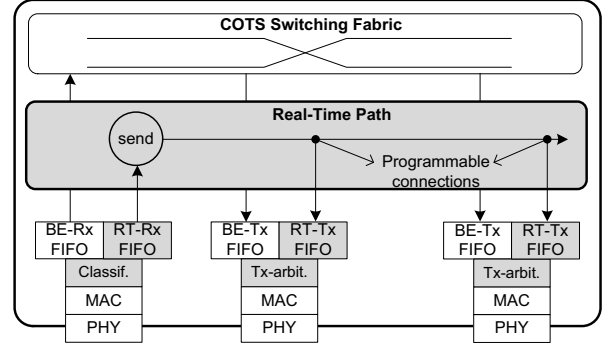 COTS Switching Fabric
Real-Time Path
send
Programmable
connections
BE-Rx
FIFO
RT-Rx
FIFO
BE-Tx
FIFO
RT-Tx
FIFO
BE-Tx
FIFO
RT-Tx
FIFO
Classif.
Tx-arbit.
Tx-arbit.
MAC
MAC
MAC
PHY
PHY
PHY